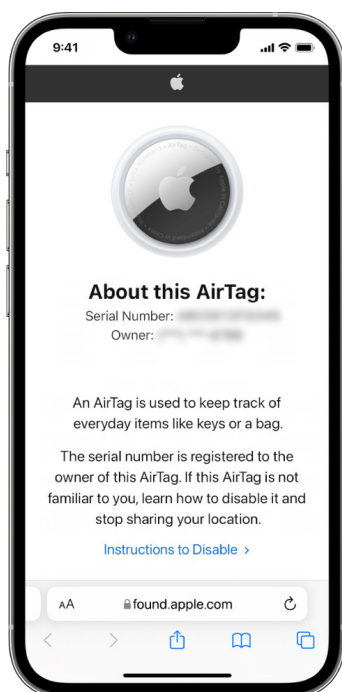 9:41
About this AirTag:
Serial Number:
Owner:
An AirTag is used to keep track of
everyday items like keys or a bag.
The serial number is registered to the
owner of this AirTag. If this AirTag is not
familiar to you, learn how to disable it and
stop sharing your location.
Instructions to Disable >
AA
found.apple.com